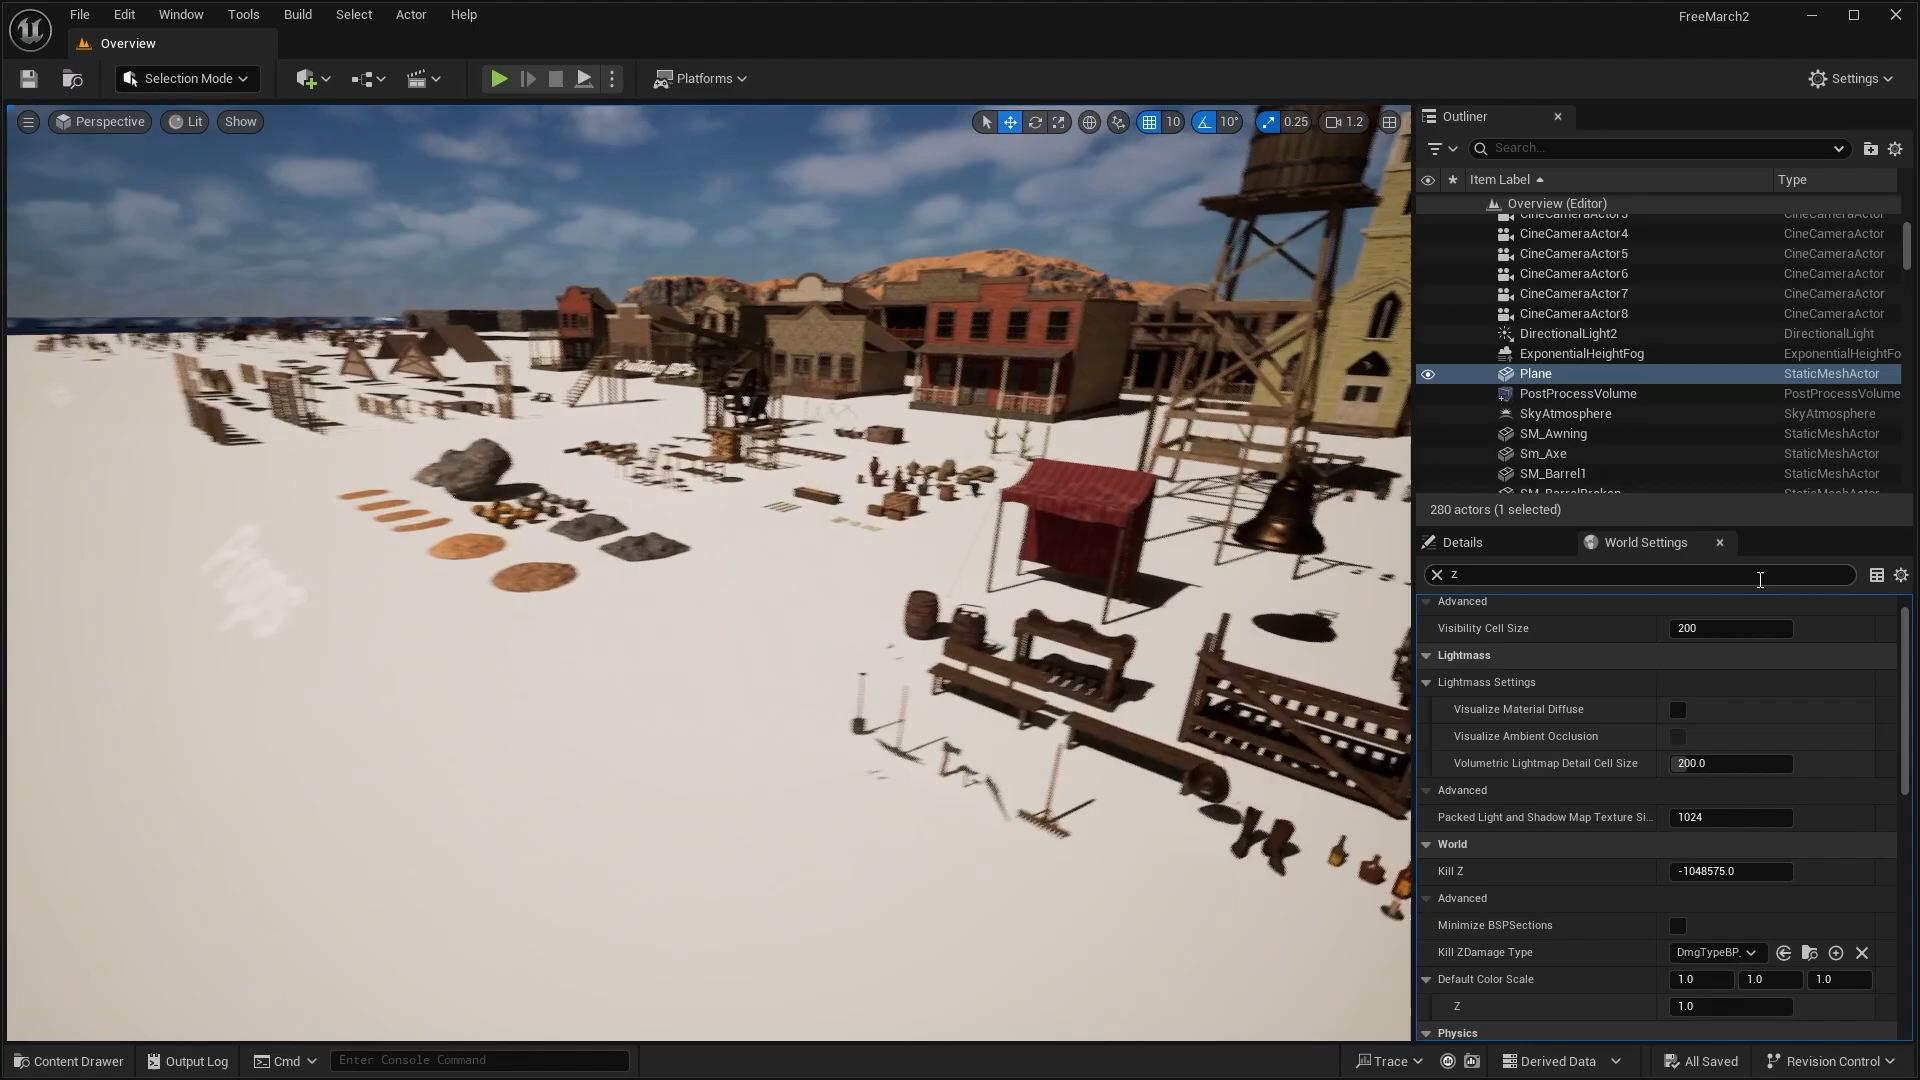 File Edit Window Tools Build Select Actor Help
FreeMarch2
Overview
Selection Mode
Platforms
Settings
Perspective
Lit
Show
10
10°
0.25
1.2
Outliner
Search...
Item Label
Type
Overview (Editor)
CineCameraActor3 CineCameraActor
CineCameraActor4 CineCameraActor
CineCameraActor5 CineCameraActor
CineCameraActor6 CineCameraActor
CineCameraActor7 CineCameraActor
CineCameraActor8 CineCameraActor
DirectionalLight2 DirectionalLight
ExponentialHeightFog ExponentialHeightFo
Plane StaticMeshActor
PostProcessVolume PostProcessVolume
SkyAtmosphere SkyAtmosphere
SM_Awning StaticMeshActor
Sm_Axe StaticMeshActor
SM_Barrel1 StaticMeshActor
SM_BarrelBroken StaticMeshActor
280 actors (1 selected)
Details
World Settings
z
Advanced
Visibility Cell Size 200
Lightmass
Lightmass Settings
Visualize Material Diffuse
Visualize Ambient Occlusion
Volumetric Lightmap Detail Cell Size 200.0
Advanced
Packed Light and Shadow Map Texture Si... 1024
World
Kill Z -1048575.0
Advanced
Minimize BSPSections
Kill ZDamage Type DmgTypeBP_
Default Color Scale 1.0 1.0 1.0
Z 1.0
Physics
Content Drawer
Output Log
Cmd
Enter Console Command
Trace
Derived Data
All Saved
Revision Control